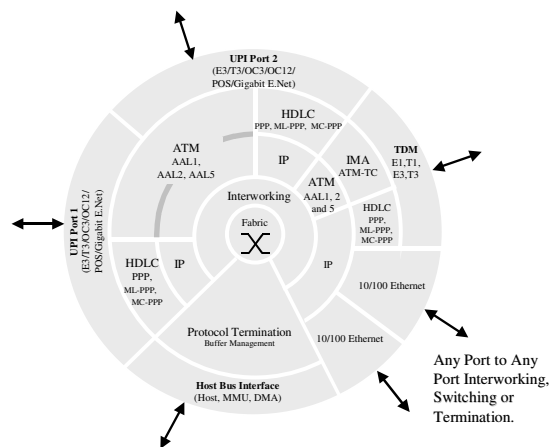 UPI Port 2
(E3/T3/OC3/OC12/
POS/Gigabit E.Net)
HDLC
PPP, ML-PPP, MC-PPP
ATM
AAL1,
AAL2, AAL5
IP
IMA
ATM-TC
TDM
E1,T1,
E3,T3
ATM
AAL1, 2
and 5
Interworking
HDLC
PPP,
ML-PPP,
MC-PPP
Fabric
UPI Port 1
(E3/T3/OC3/OC12/
POS/Gigabit E.Net)
HDLC
PPP,
ML-PPP,
MC-PPP
IP
IP
10/100 Ethernet
Protocol Termination
Buffer Management
10/100 Ethernet
Host Bus Interface
(Host, MMU, DMA)
Any Port to Any
Port Interworking,
Switching or
Termination.